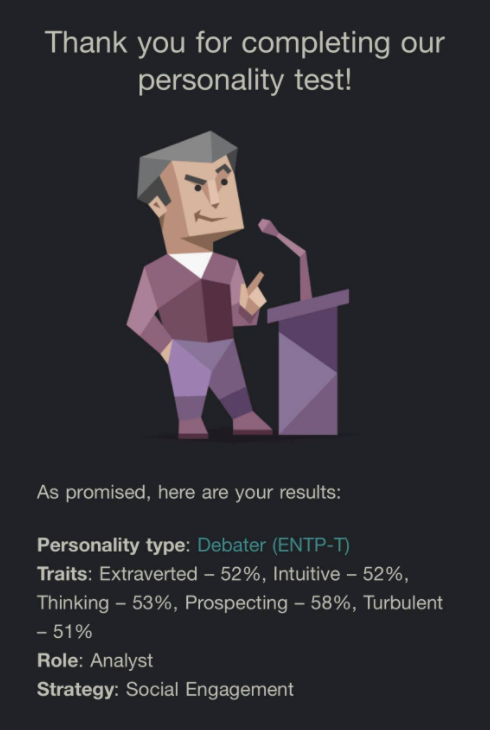 Thank you for completing our
personality test!
As promised, here are your results:
Personality type: Debater (ENTP-T)
Traits: Extraverted – 52%, Intuitive – 52%,
Thinking – 53%, Prospecting – 58%, Turbulent
– 51%
Role: Analyst
Strategy: Social Engagement